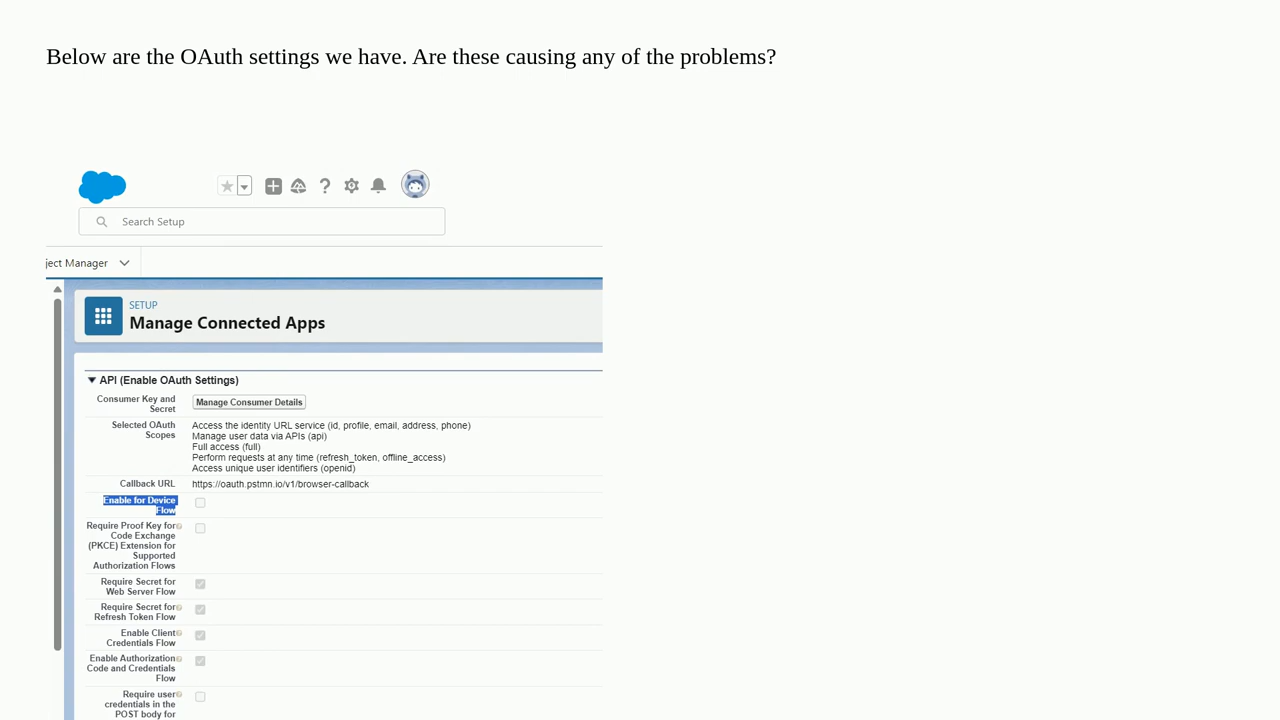 Below are the OAuth settings we have. Are these causing any of the problems?
Search Setup
ject Manager
SETUP
Manage Connected Apps
API (Enable OAuth Settings)
Consumer Key and
Secret
Manage Consumer Details
Selected OAuth
Scopes
Access the identity URL service (id, profile, email, address, phone)
Manage user data via APIs (api)
Full access (full)
Perform requests at any time (refresh_token, offline_access)
Access unique user identifiers (openid)
Callback URL
https://oauth.pstmn.io/v1/browser-callback
Enable for Device
Flow
Require Proof Key for
Code Exchange
(PKCE) Extension for
Supported
Authorization Flows
Require Secret for
Web Server Flow
Require Secret for
Refresh Token Flow
Enable Client
Credentials Flow
Enable Authorization
Code and Credentials
Flow
Require user
credentials in the
POST body for